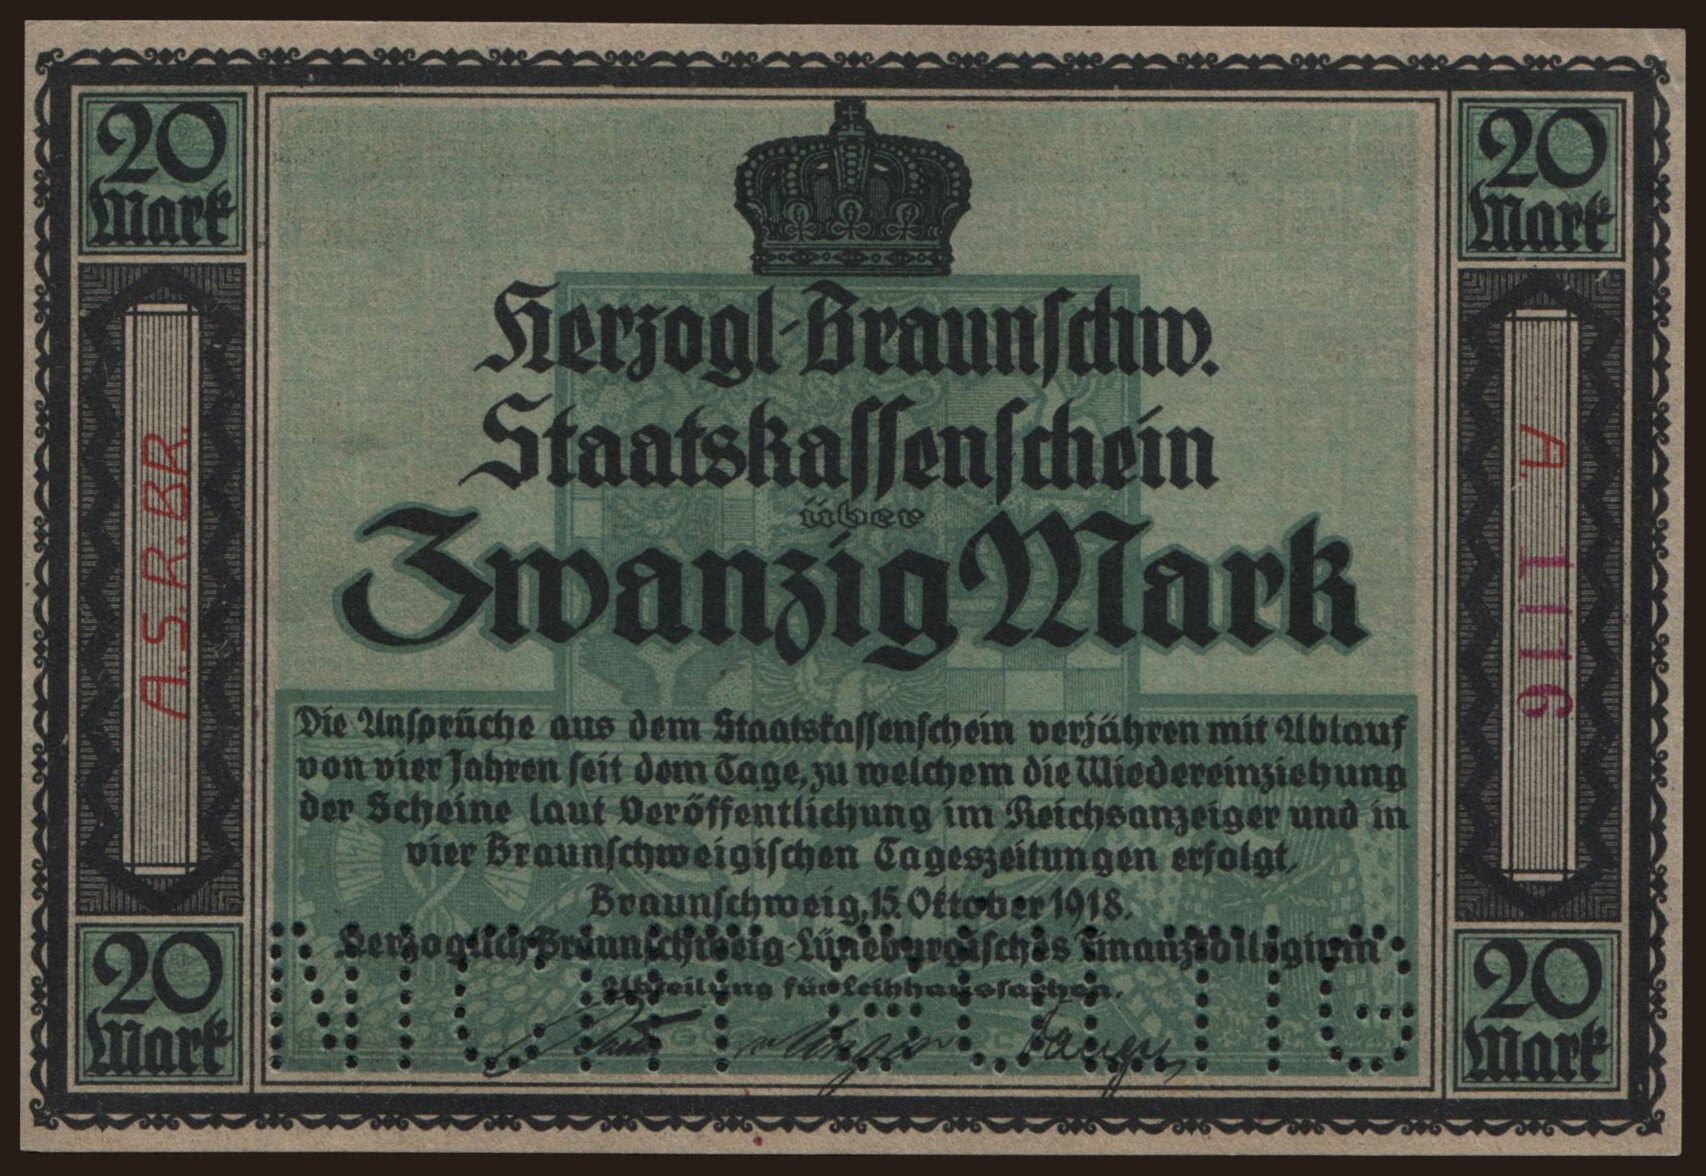 20
Mark
20
Mark
Herzogl-Braunschw.
Staatskassenschein
über
Zwanzig Mark
A.S.R.BR.
A. 1116
Die Ansprüche aus dem Staatskassenschein verjähren mit Ablauf
von vier Jahren seit dem Tage, zu welchem die Wiedereinziehung
der Scheine laut Veröffentlichung im Reichsanzeiger und in
vier Braunschweigischen Tageszeitungen erfolgt.
Braunschweig, 15. Oktober 1918.
Herzoglich Braunschweig-Lüneburgisches Finanzkollegium
Abteilung für Leihhaussachen.
NICHT GÜLTIG
20
Mark
20
Mark